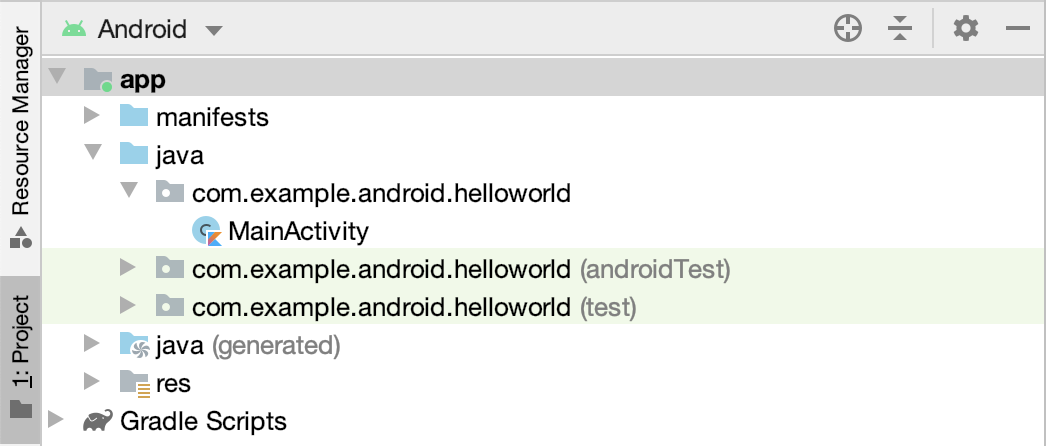 Android
app
manifests
java
com.example.android.helloworld
MainActivity
com.example.android.helloworld (androidTest)
com.example.android.helloworld (test)
java (generated)
res
Gradle Scripts
Resource Manager
1: Project